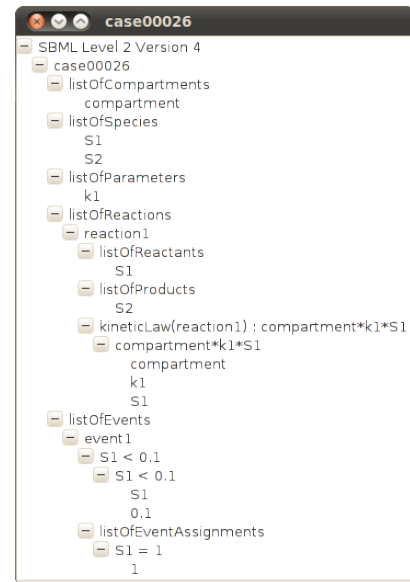 case00026
SBML Level 2 Version 4
case00026
listOfCompartments
compartment
listOfSpecies
S1
S2
listOfParameters
k1
listOfReactions
reaction1
listOfReactants
S1
listOfProducts
S2
kineticLaw(reaction1) : compartment*k1*S1
compartment*k1*S1
compartment
k1
S1
listOfEvents
event1
S1 < 0.1
S1 < 0.1
S1
0.1
listOfEventAssignments
S1 = 1
1